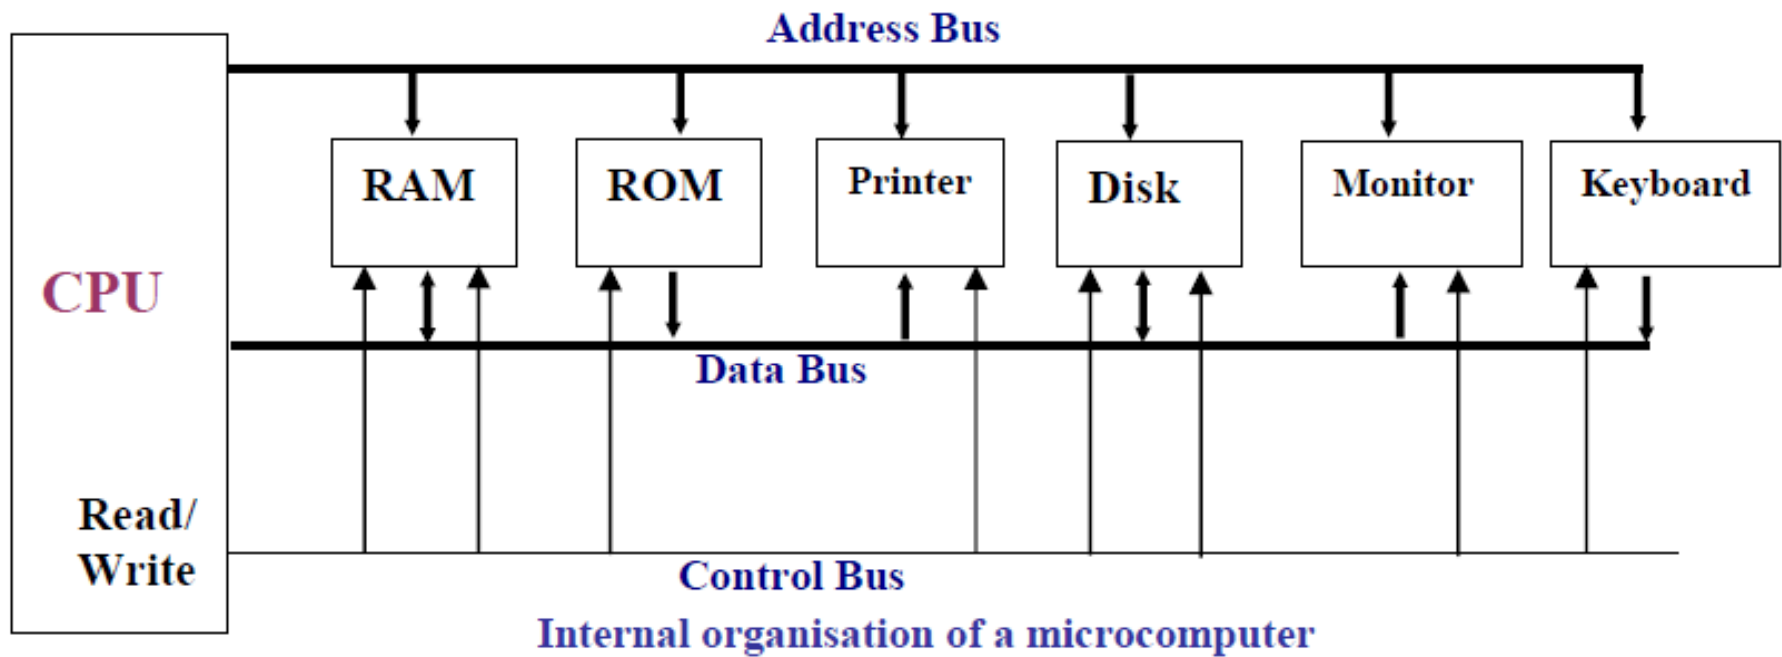 Address Bus
RAM
ROM
Printer
Disk
Monitor
Keyboard
CPU
Data Bus
Read/
Write
Control Bus
Internal organisation of a microcomputer